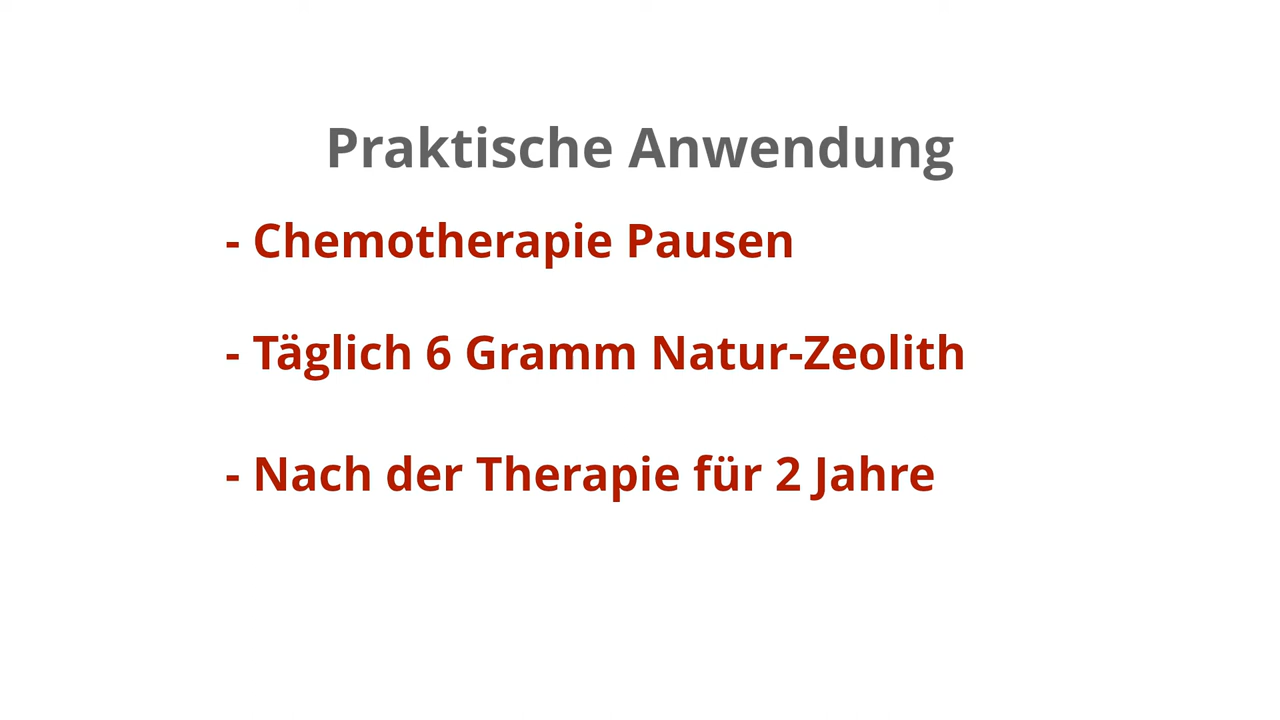 Praktische Anwendung
- Chemotherapie Pausen
- Täglich 6 Gramm Natur-Zeolith
- Nach der Therapie für 2 Jahre